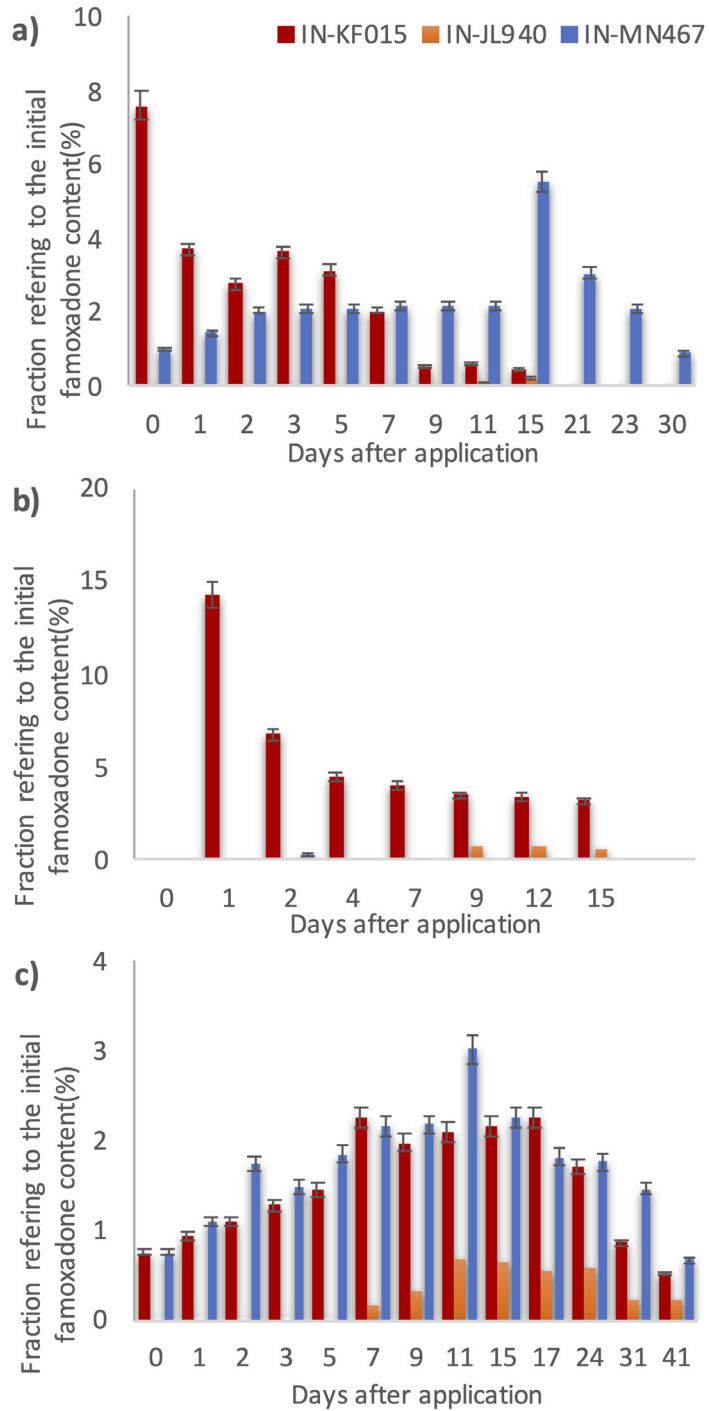 a)
IN-KF015 IN-JL940 IN-MN467
Fraction refering to the initial
famoxadone content(%)
10
8
6
4
2
0
0 1 2 3 5 7 9 11 15 21 23 30
Days after application
b)
Fraction refering to the initial
famoxadone content(%)
20
15
10
5
0
0 1 2 4 7 9 12 15
Days after application
c)
Fraction refering to the initial
famoxadone content(%)
4
3
2
1
0
0 1 2 3 5 7 9 11 15 17 24 31 41
Days after application